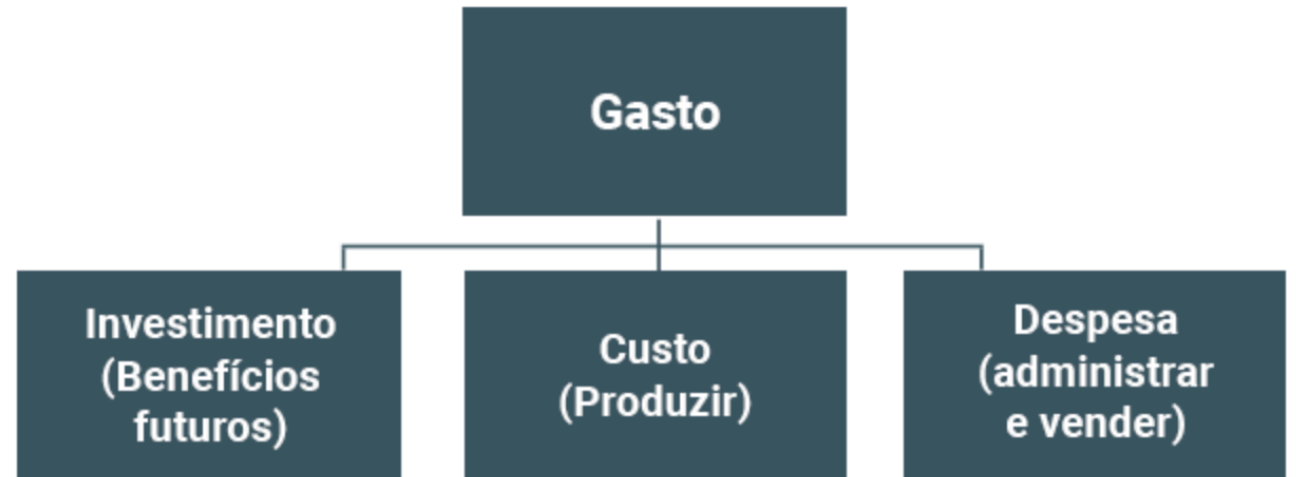 Gasto
Investimento
(Benefícios
futuros)
Custo
(Produzir)
Despesa
(administrar
e vender)